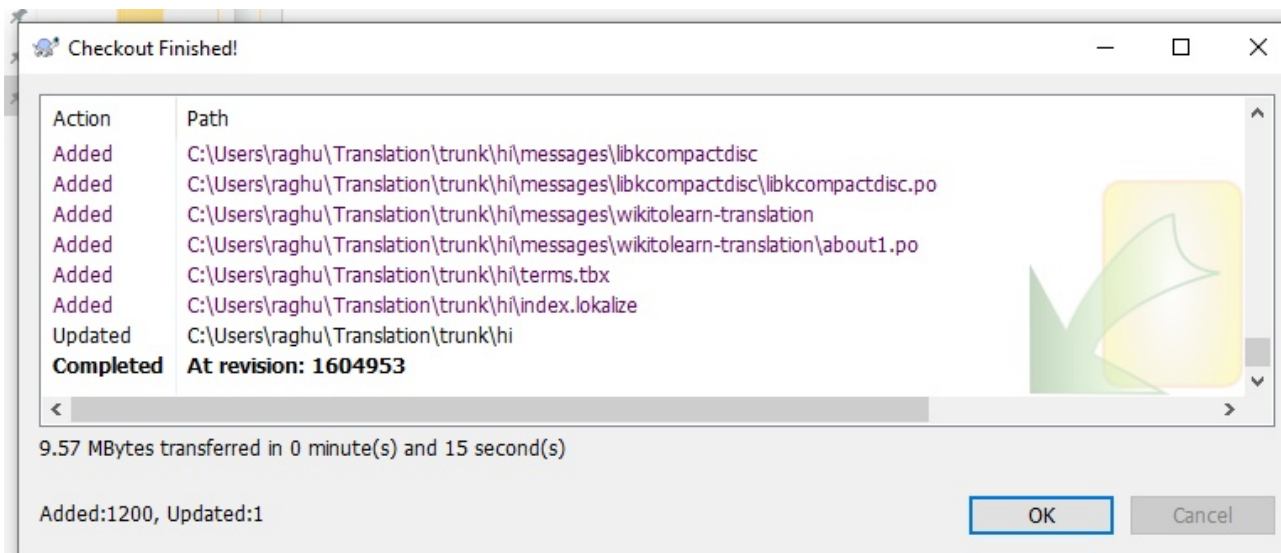 Checkout Finished!
Action Path
Added C:\Users\raghu\Translation\trunk\hi\messages\libkcompactdisc
Added C:\Users\raghu\Translation\trunk\hi\messages\libkcompactdisc\libkcompactdisc.po
Added C:\Users\raghu\Translation\trunk\hi\messages\wikitolearn-translation
Added C:\Users\raghu\Translation\trunk\hi\messages\wikitolearn-translation\about1.po
Added C:\Users\raghu\Translation\trunk\hi\terms.tbx
Added C:\Users\raghu\Translation\trunk\hi\index.lokalize
Updated C:\Users\raghu\Translation\trunk\hi
Completed At revision: 1604953
9.57 MBytes transferred in 0 minute(s) and 15 second(s)
Added:1200, Updated:1
OK Cancel